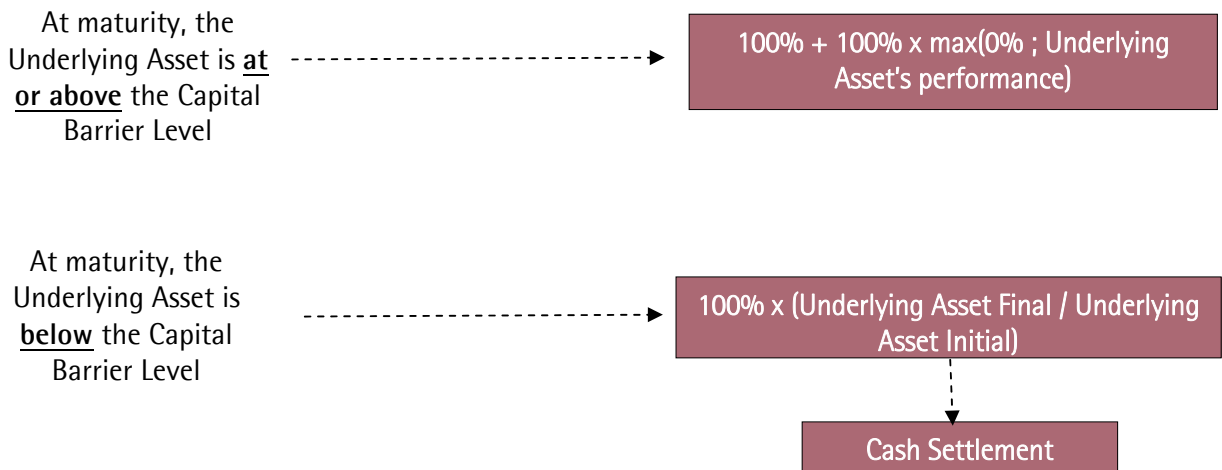 At maturity, the
Underlying Asset is at
or above the Capital
Barrier Level
100% + 100% x max(0% ; Underlying
Asset's performance)
At maturity, the
Underlying Asset is
below the Capital
Barrier Level
100% x (Underlying Asset Final / Underlying
Asset Initial)
Cash Settlement